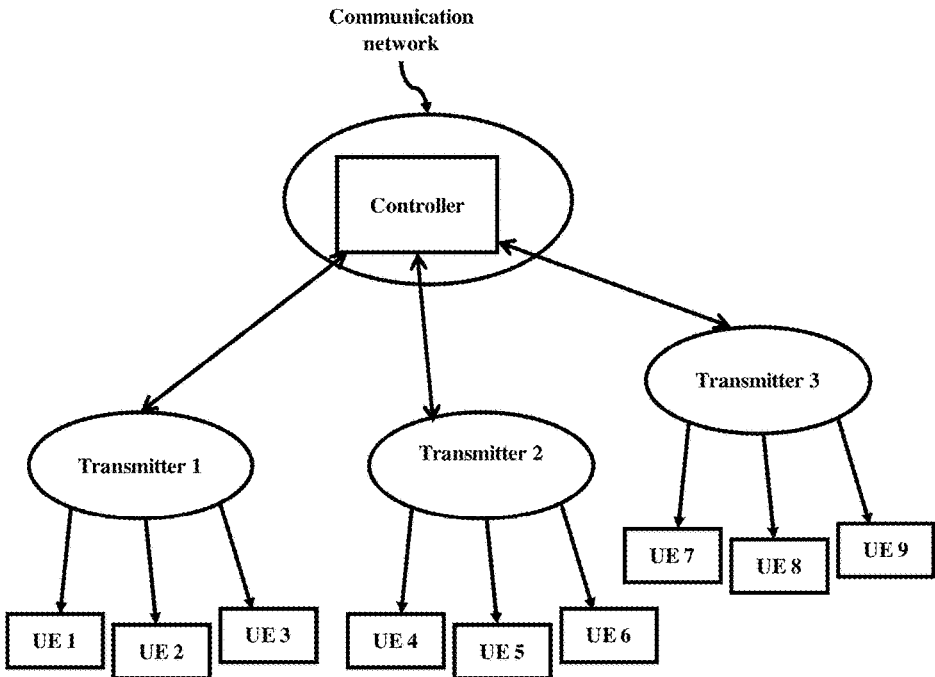 Communication
network
Controller
Transmitter 3
Transmitter 1
Transmitter 2
UE 7
UE 8
UE 9
UE 1
UE 2
UE 3
UE 4
UE 5
UE 6